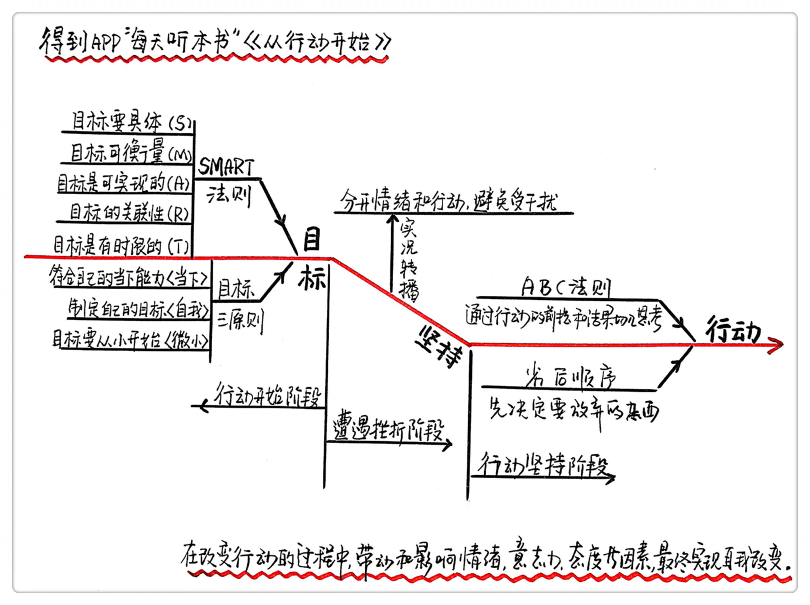 得到APP"每天听本书"《从行动开始》
目标要具体(S)
目标可衡量(M)
目标是可实现的(A)
目标的关联性(R)
目标是有时限的(T)
SMART
法则
符合自己的当下能力<当下>
制定自己的目标<自我>
目标要从小开始<微小>
目标
三原则
目标
分开情绪和行动,避免受干扰
实况转播
坚持
ABC法则
通过行动的前提和结果切入思考
劣后顺序
先决定要放弃的东西
行动
行动开始阶段
遭遇挫折阶段
行动坚持阶段
在改变行动的过程中,带动和影响情绪,意志力,态度等因素,最终实现自我改变.